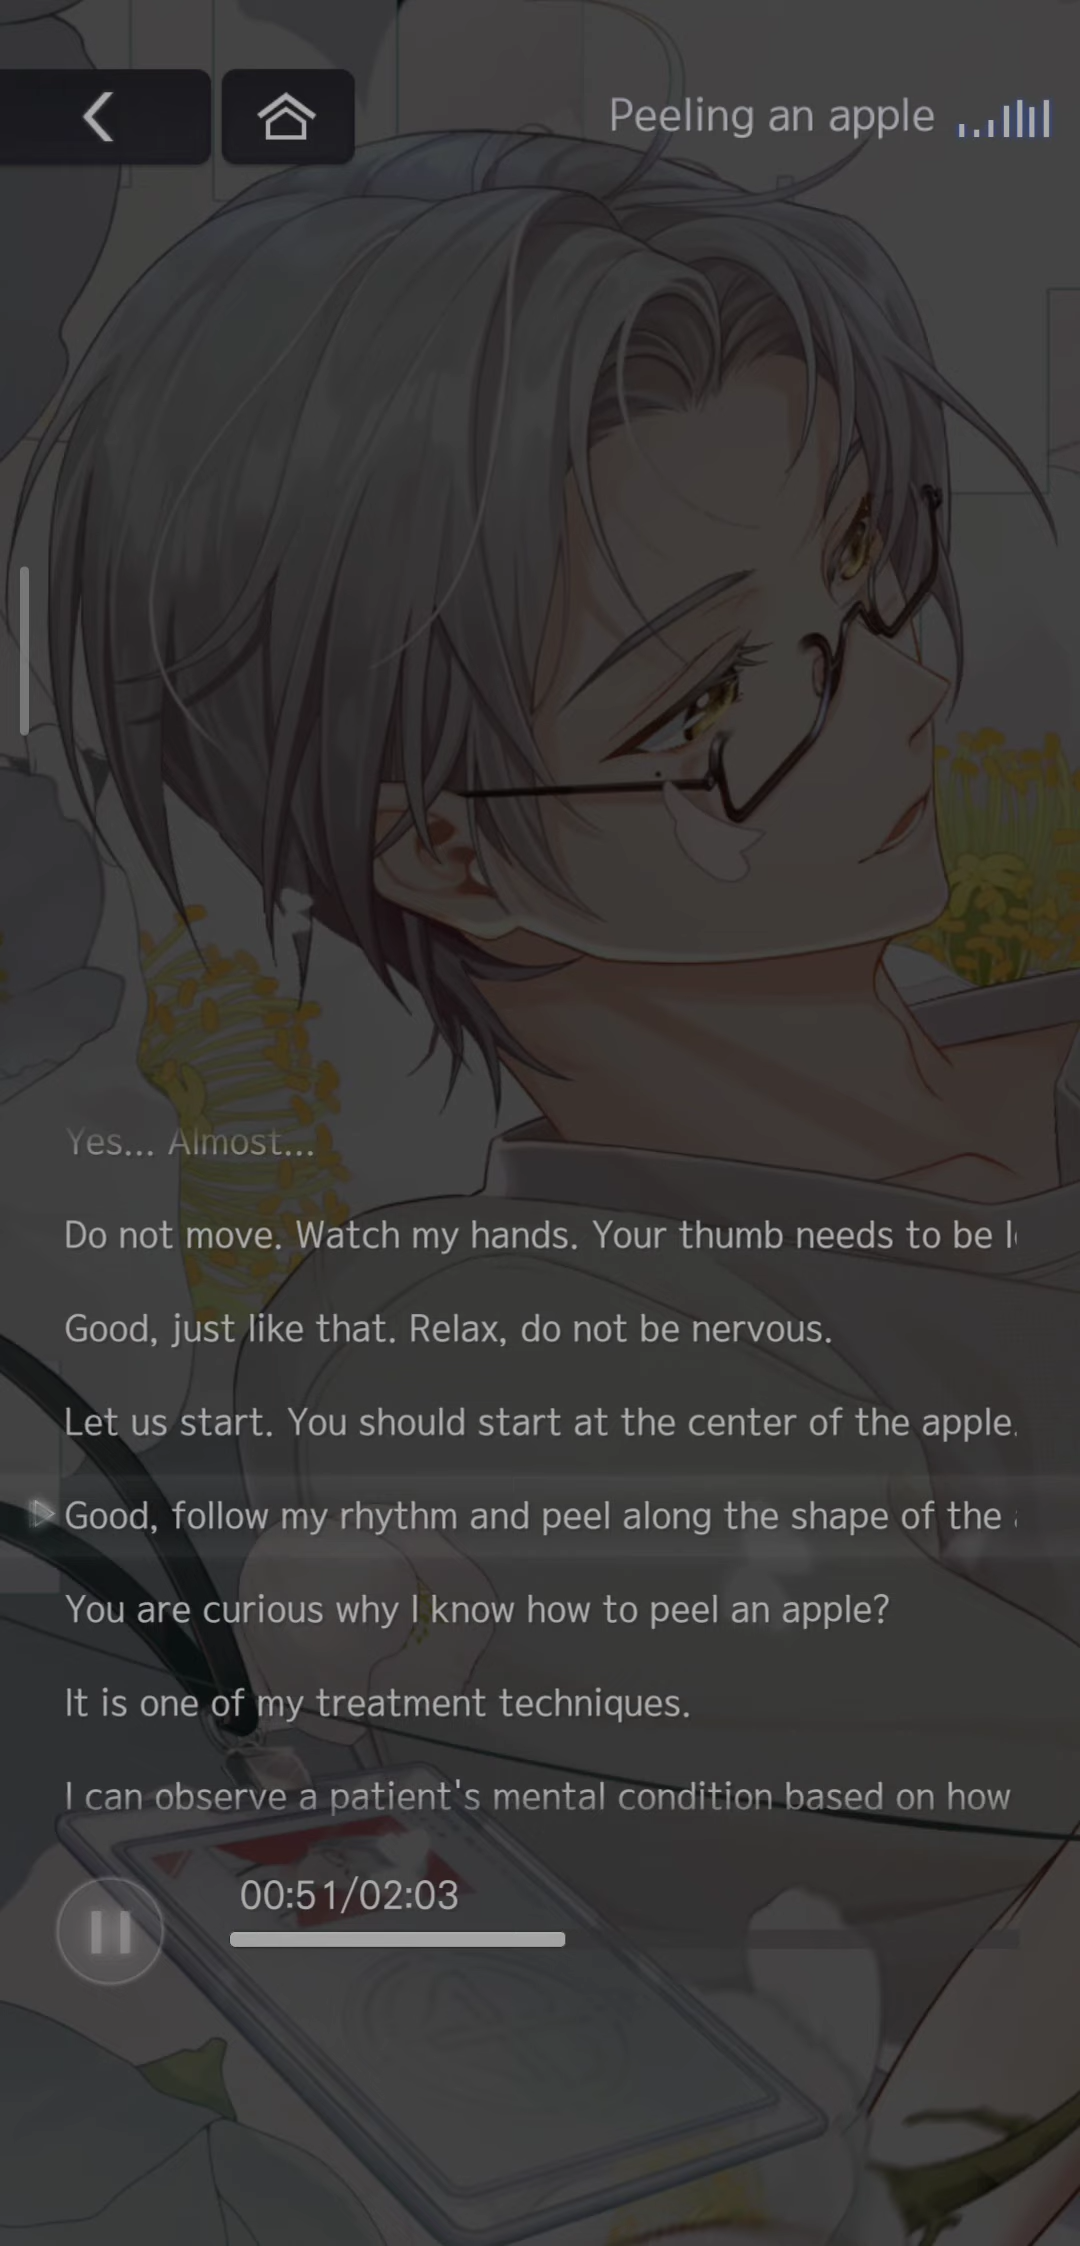 Peeling an apple
Yes... Almost...
Do not move. Watch my hands. Your thumb needs to be
Good, just like that. Relax, do not be nervous.
Let us start. You should start at the center of the apple.
Good, follow my rhythm and peel along the shape of the
You are curious why I know how to peel an apple?
It is one of my treatment techniques.
I can observe a patient's mental condition based on how
00:51/02:03